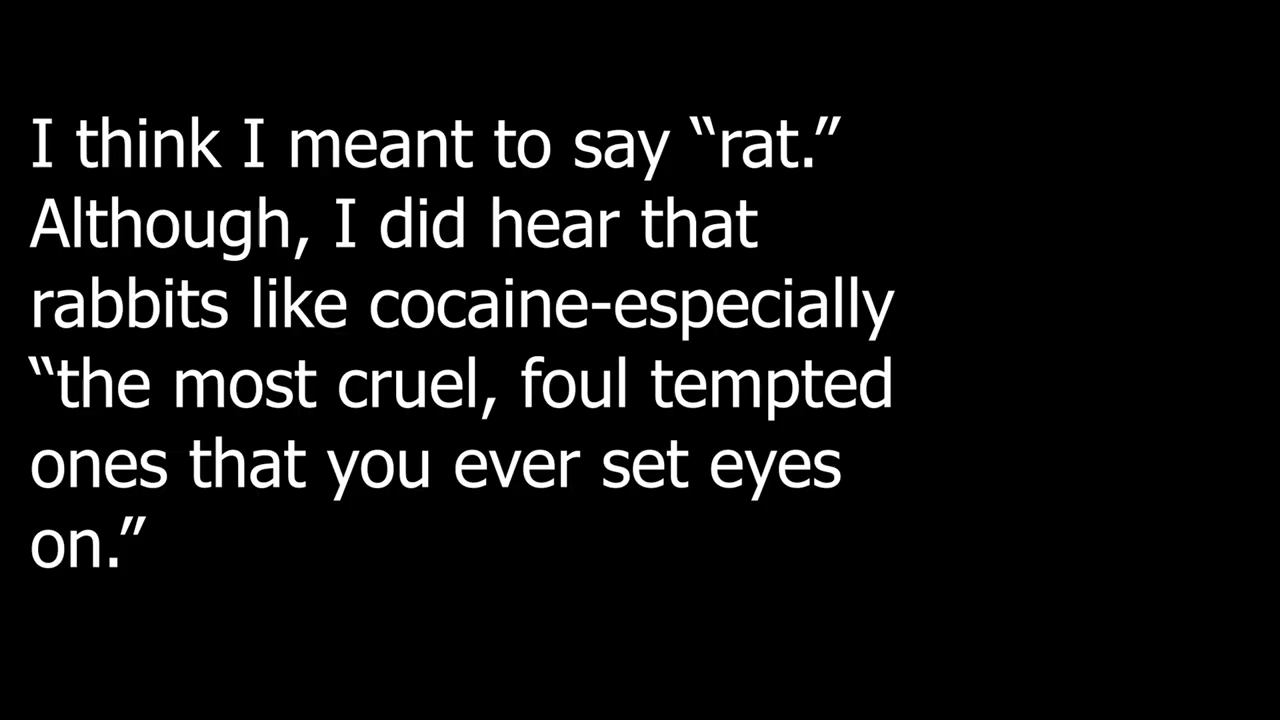 I think I meant to say “rat.”
Although, I did hear that
rabbits like cocaine-especially
“the most cruel, foul tempted
ones that you ever set eyes
on.”